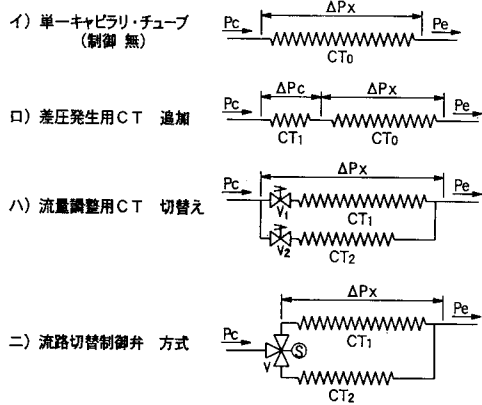 イ) 単一キャピラリ・チューブ
(制御 無)
Pc
ΔPx
Pe
CT₀
ロ) 差圧発生用CT 追加
Pc
ΔPc
ΔPx
Pe
CT₁
CT₀
ハ) 流量調整用CT 切替え
Pc
ΔPx
Pe
V₁
CT₁
V₂
CT₂
ニ) 流路切替制御弁 方式
Pc
ΔPx
Pe
CT₁
V
S
CT₂